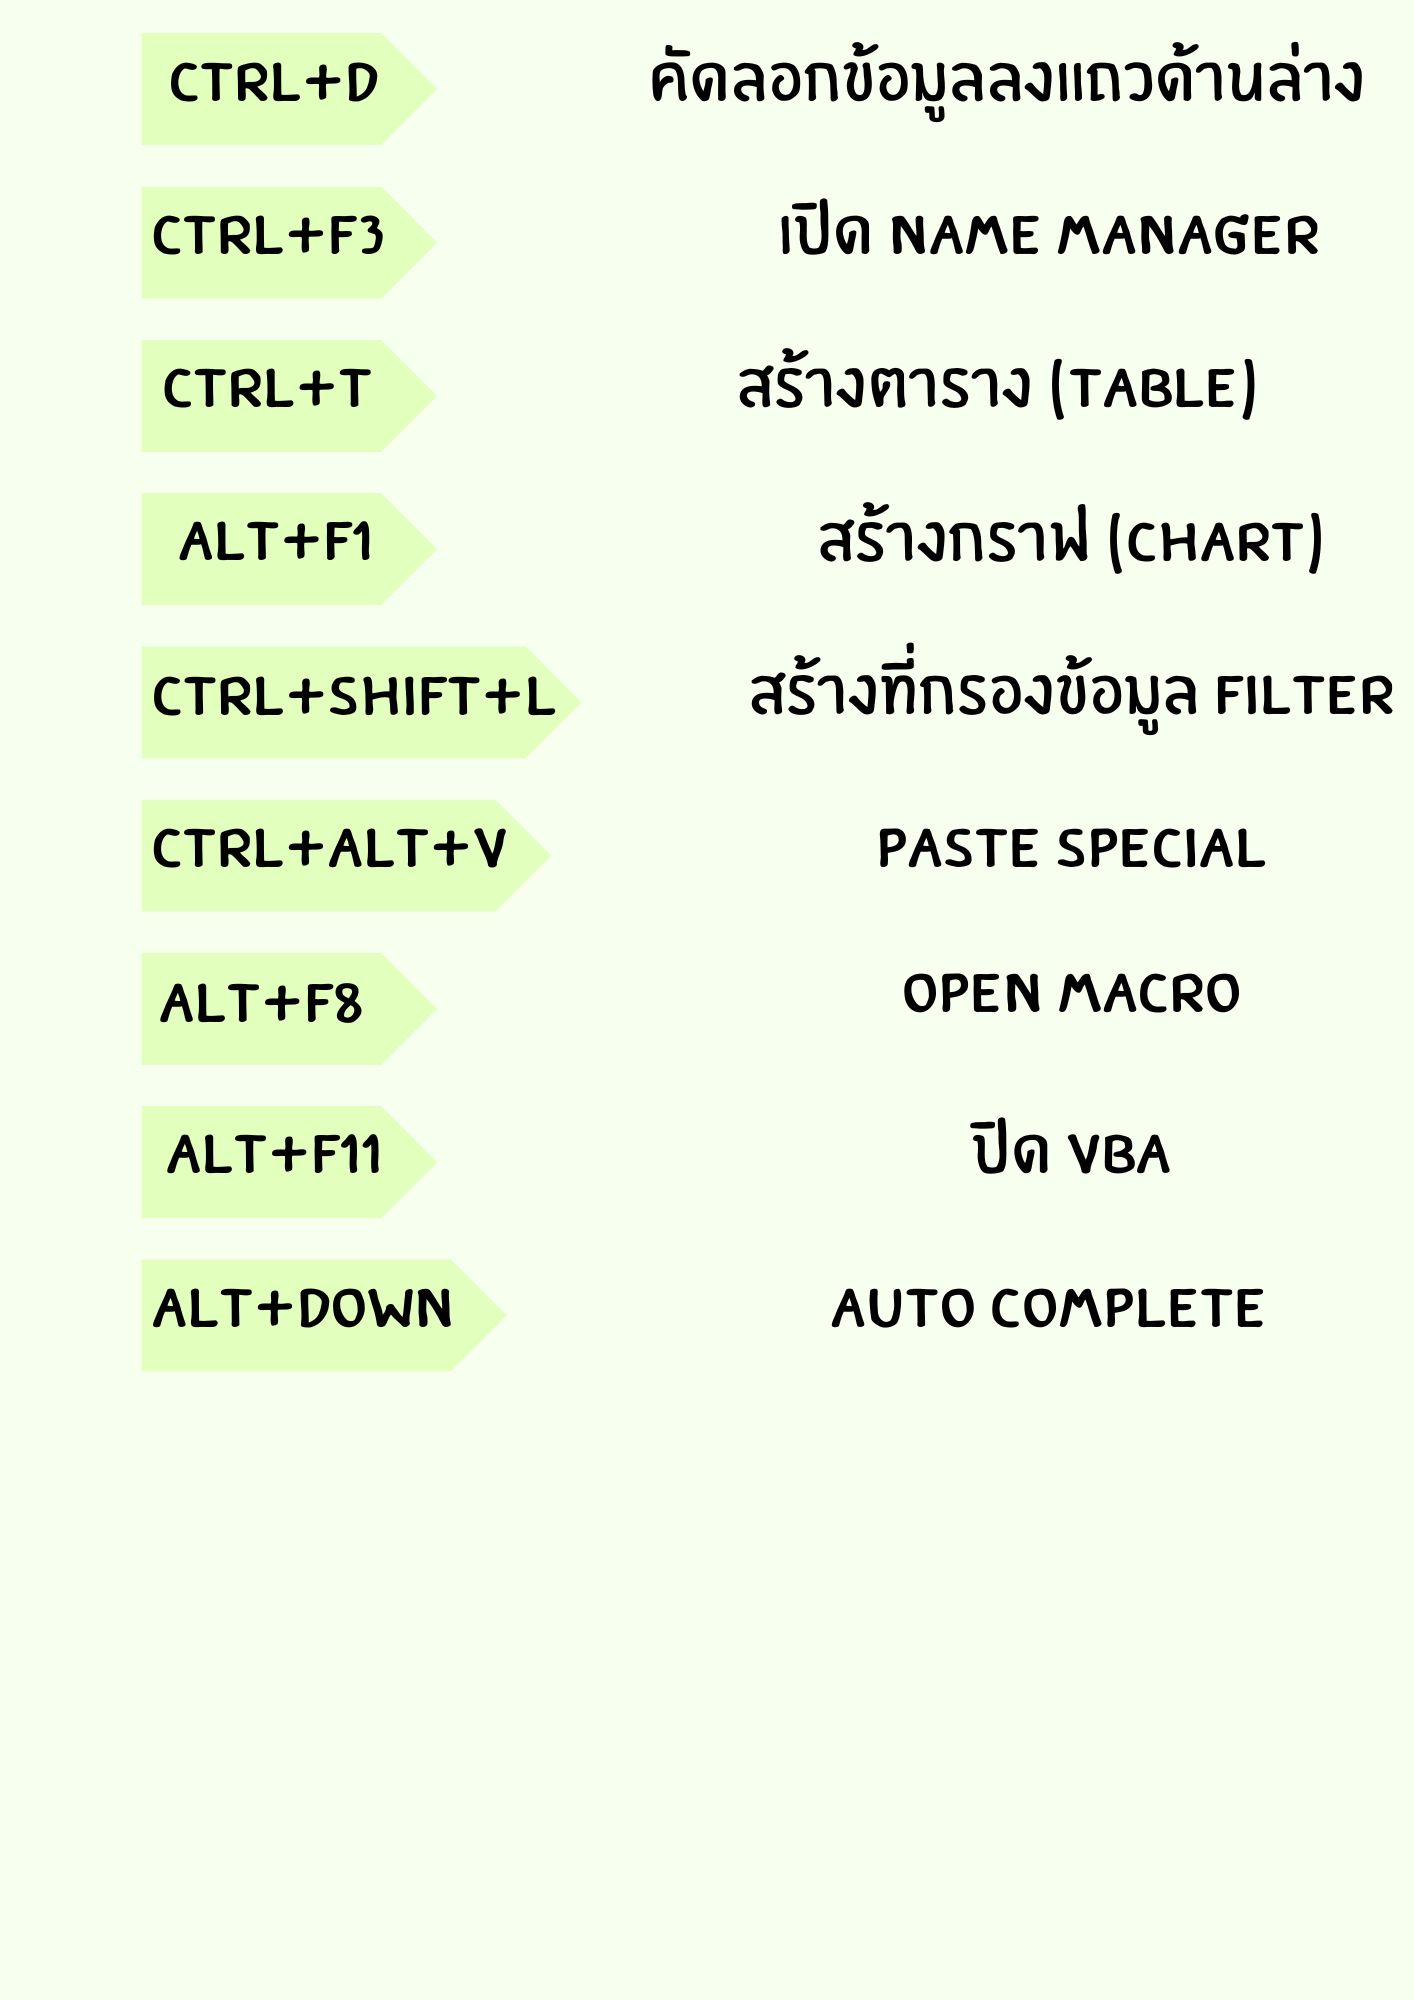 CTRL+D คัดลอกข้อมูลลงแถวด้านล่าง
CTRL+F3 เปิด NAME MANAGER
CTRL+T สร้างตาราง (TABLE)
ALT+F1 สร้างกราฟ (CHART)
CTRL+SHIFT+L สร้างที่กรองข้อมูล FILTER
CTRL+ALT+V PASTE SPECIAL
ALT+F8 OPEN MACRO
ALT+F11 ปิด VBA
ALT+DOWN AUTO COMPLETE